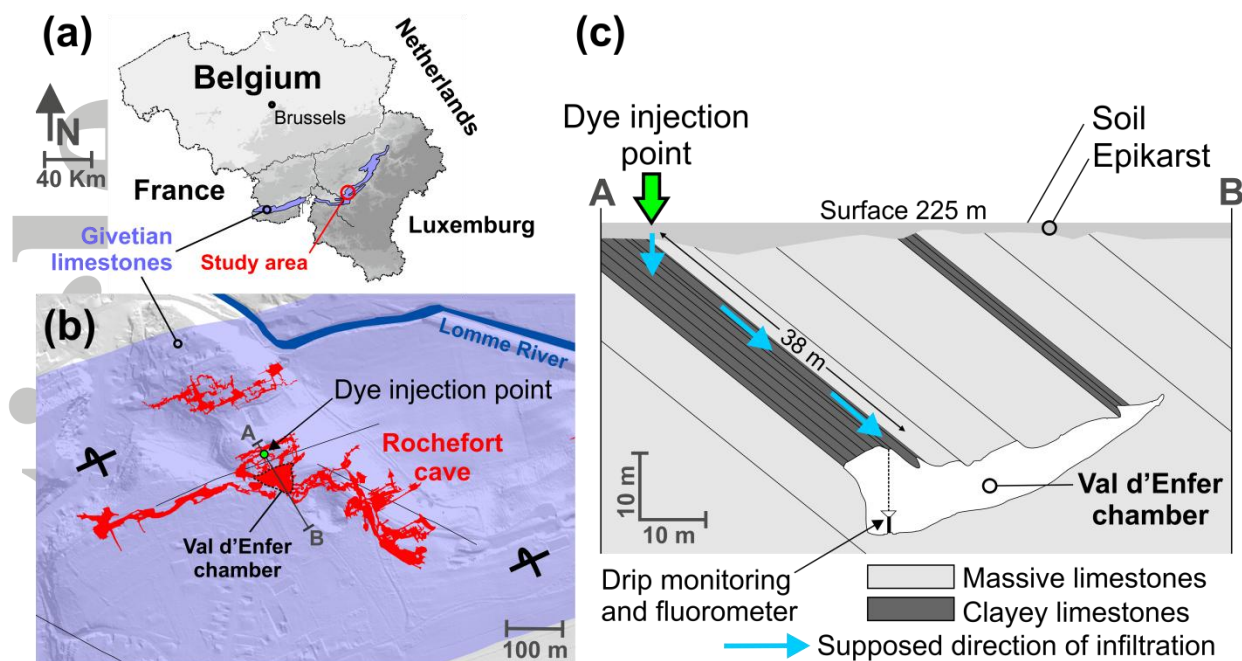 (a)
Belgium
Brussels
Netherlands
N
40 Km
France
Luxemburg
Givetian
limestones
Study area
(b)
Lomme River
Dye injection point
A
Rochefort
cave
B
Val d'Enfer
chamber
100 m
(c)
Dye injection
point
Soil
Epikarst
A
B
Surface 225 m
38 m
10 m
10 m
Val d'Enfer
chamber
Drip monitoring
and fluorometer
Massive limestones
Clayey limestones
Supposed direction of infiltration